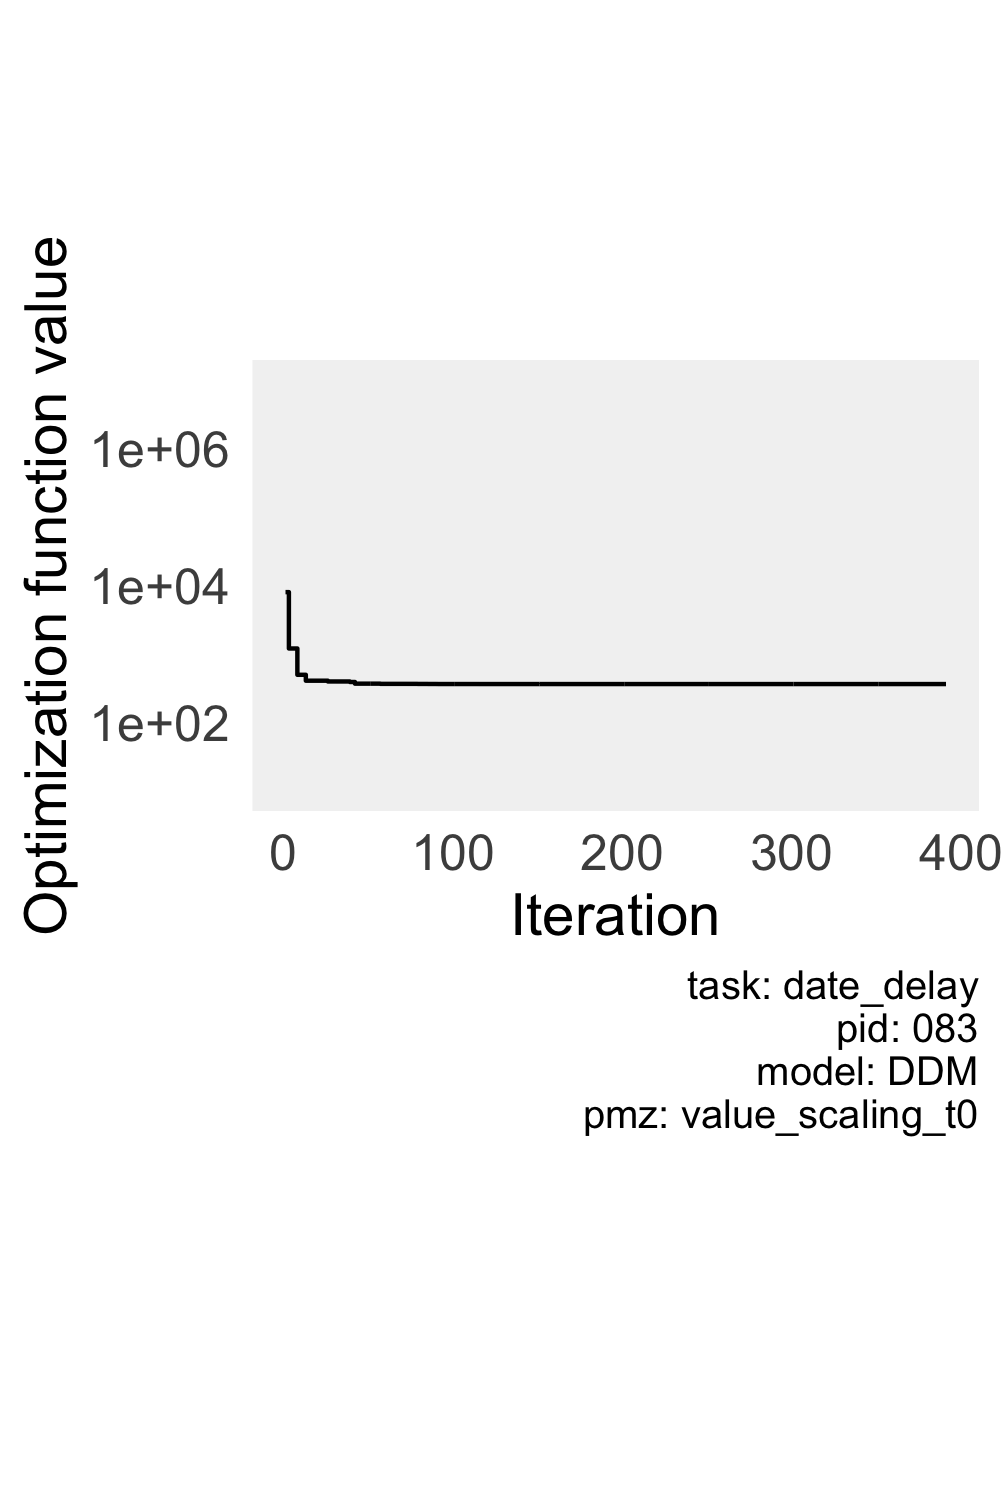 Optimization function value
1e+06
1e+04
1e+02
0 100 200 300 400
Iteration
task: date_delay
pid: 083
model: DDM
pmz: value_scaling_t0